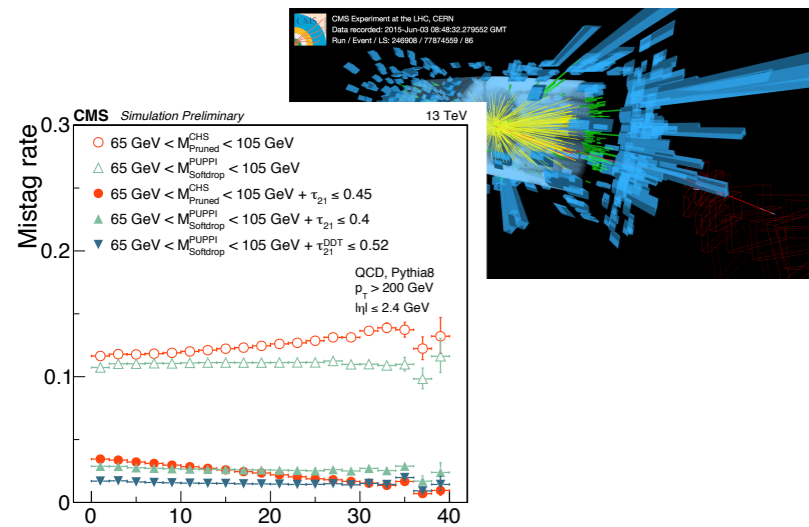 CMS
CMS Experiment at the LHC, CERN
Data recorded: 2015-Jun-03 08:48:32.279552 GMT
Run / Event / LS: 246908 / 77874559 / 86
CMS Simulation Preliminary 13 TeV
Mistag rate
0.3
0.2
0.1
0
65 GeV < M^CHS_Pruned < 105 GeV
65 GeV < M^PUPPI_Softdrop < 105 GeV
65 GeV < M^CHS_Pruned < 105 GeV + τ_21 ≤ 0.45
65 GeV < M^PUPPI_Softdrop < 105 GeV + τ_21 ≤ 0.4
65 GeV < M^PUPPI_Softdrop < 105 GeV + τ^DDT_21 ≤ 0.52
QCD, Pythia8
p_T > 200 GeV
|η| ≤ 2.4 GeV
0 10 20 30 40